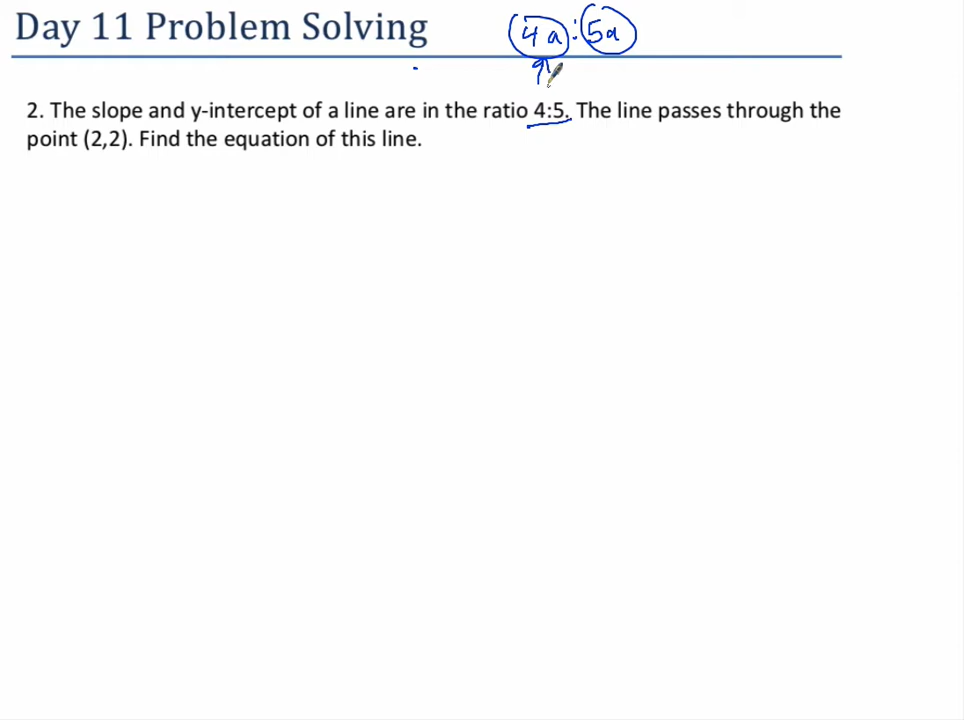 Day 11 Problem Solving
4a : 5a
2. The slope and y-intercept of a line are in the ratio 4:5. The line passes through the
point (2,2). Find the equation of this line.